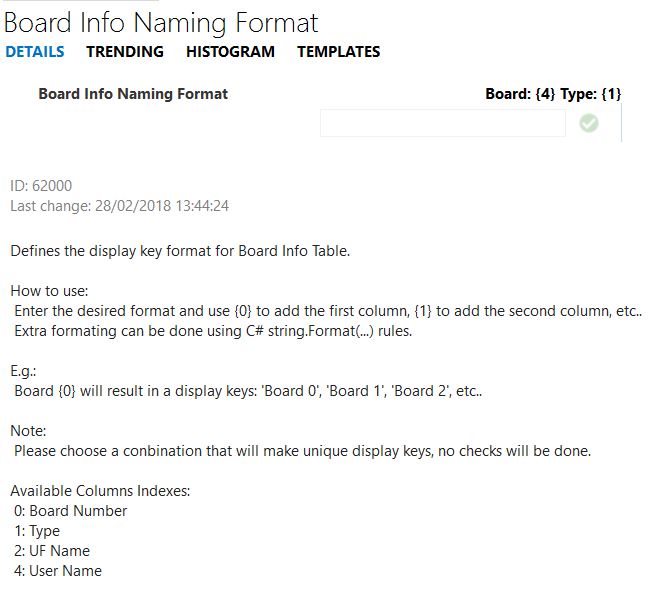 Board Info Naming Format
DETAILS TRENDING HISTOGRAM TEMPLATES
Board Info Naming Format Board: {4} Type: {1}
ID: 62000
Last change: 28/02/2018 13:44:24
Defines the display key format for Board Info Table.
How to use:
Enter the desired format and use {0} to add the first column, {1} to add the second column, etc..
Extra formating can be done using C# string.Format(...) rules.
E.g.:
Board {0} will result in a display keys: 'Board 0', 'Board 1', 'Board 2', etc..
Note:
Please choose a conbination that will make unique display keys, no checks will be done.
Available Columns Indexes:
0: Board Number
1: Type
2: UF Name
4: User Name